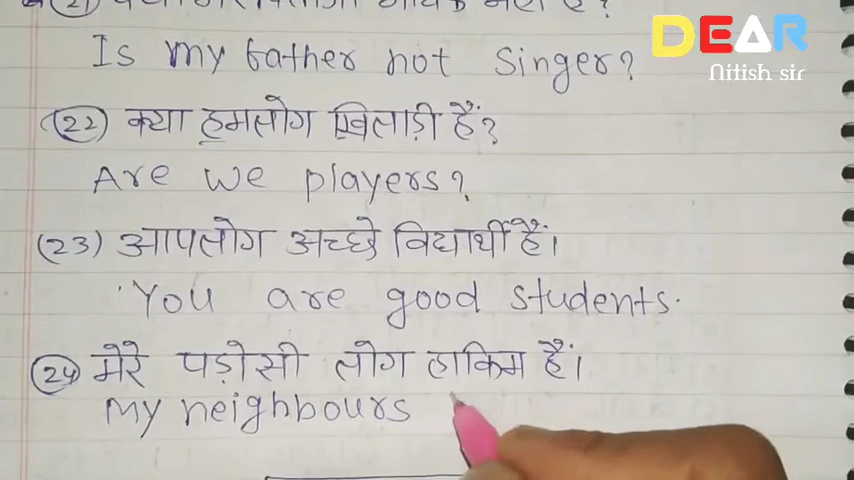 (21)
DEAR
Nitish sir
Is my father not singer?
(22) क्या हमलोग खिलाड़ी हैं?
Are we players?
(23) आपलोग अच्छे विद्यार्थी हैं।
You are good students.
(24) मेरे पड़ोसी लोग हाकिम हैं।
My neighbours